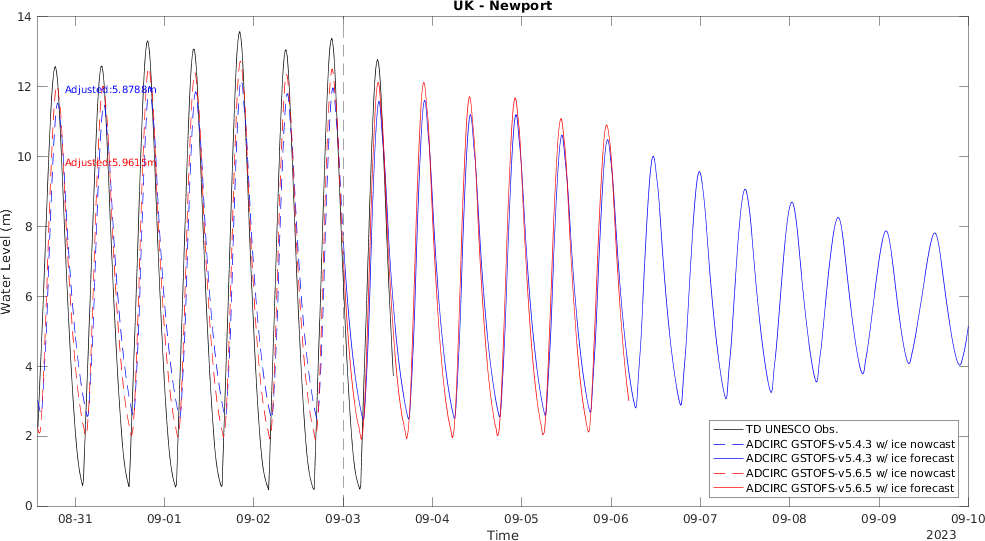 UK - Newport
14
12
10
8
6
4
2
0
Water Level (m)
Adjusted:5.8788m
Adjusted:5.9615m
TD UNESCO Obs.
ADCIRC GSTOFS-v5.4.3 w/ ice nowcast
ADCIRC GSTOFS-v5.4.3 w/ ice forecast
ADCIRC GSTOFS-v5.6.5 w/ ice nowcast
ADCIRC GSTOFS-v5.6.5 w/ ice forecast
08-31 09-01 09-02 09-03 09-04 09-05 09-06 09-07 09-08 09-09 09-10
Time
2023